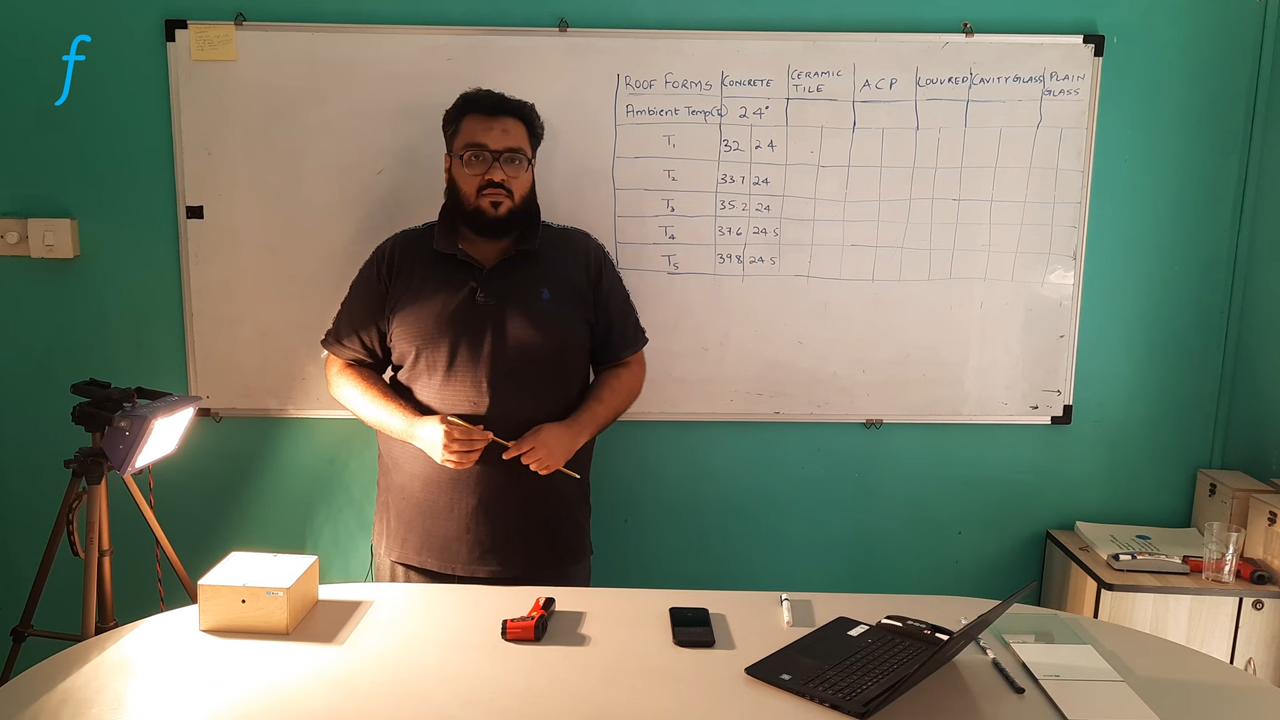 f
ROOF FORMS CONCRETE CERAMIC TILE ACP LOUVRED CAVITY GLASS PLAIN GLASS
Ambient Temp 24°
T1 32 24
T2 33.7 24
T3 35.2 24
T4 37.6 24.5
T5 39.8 24.5